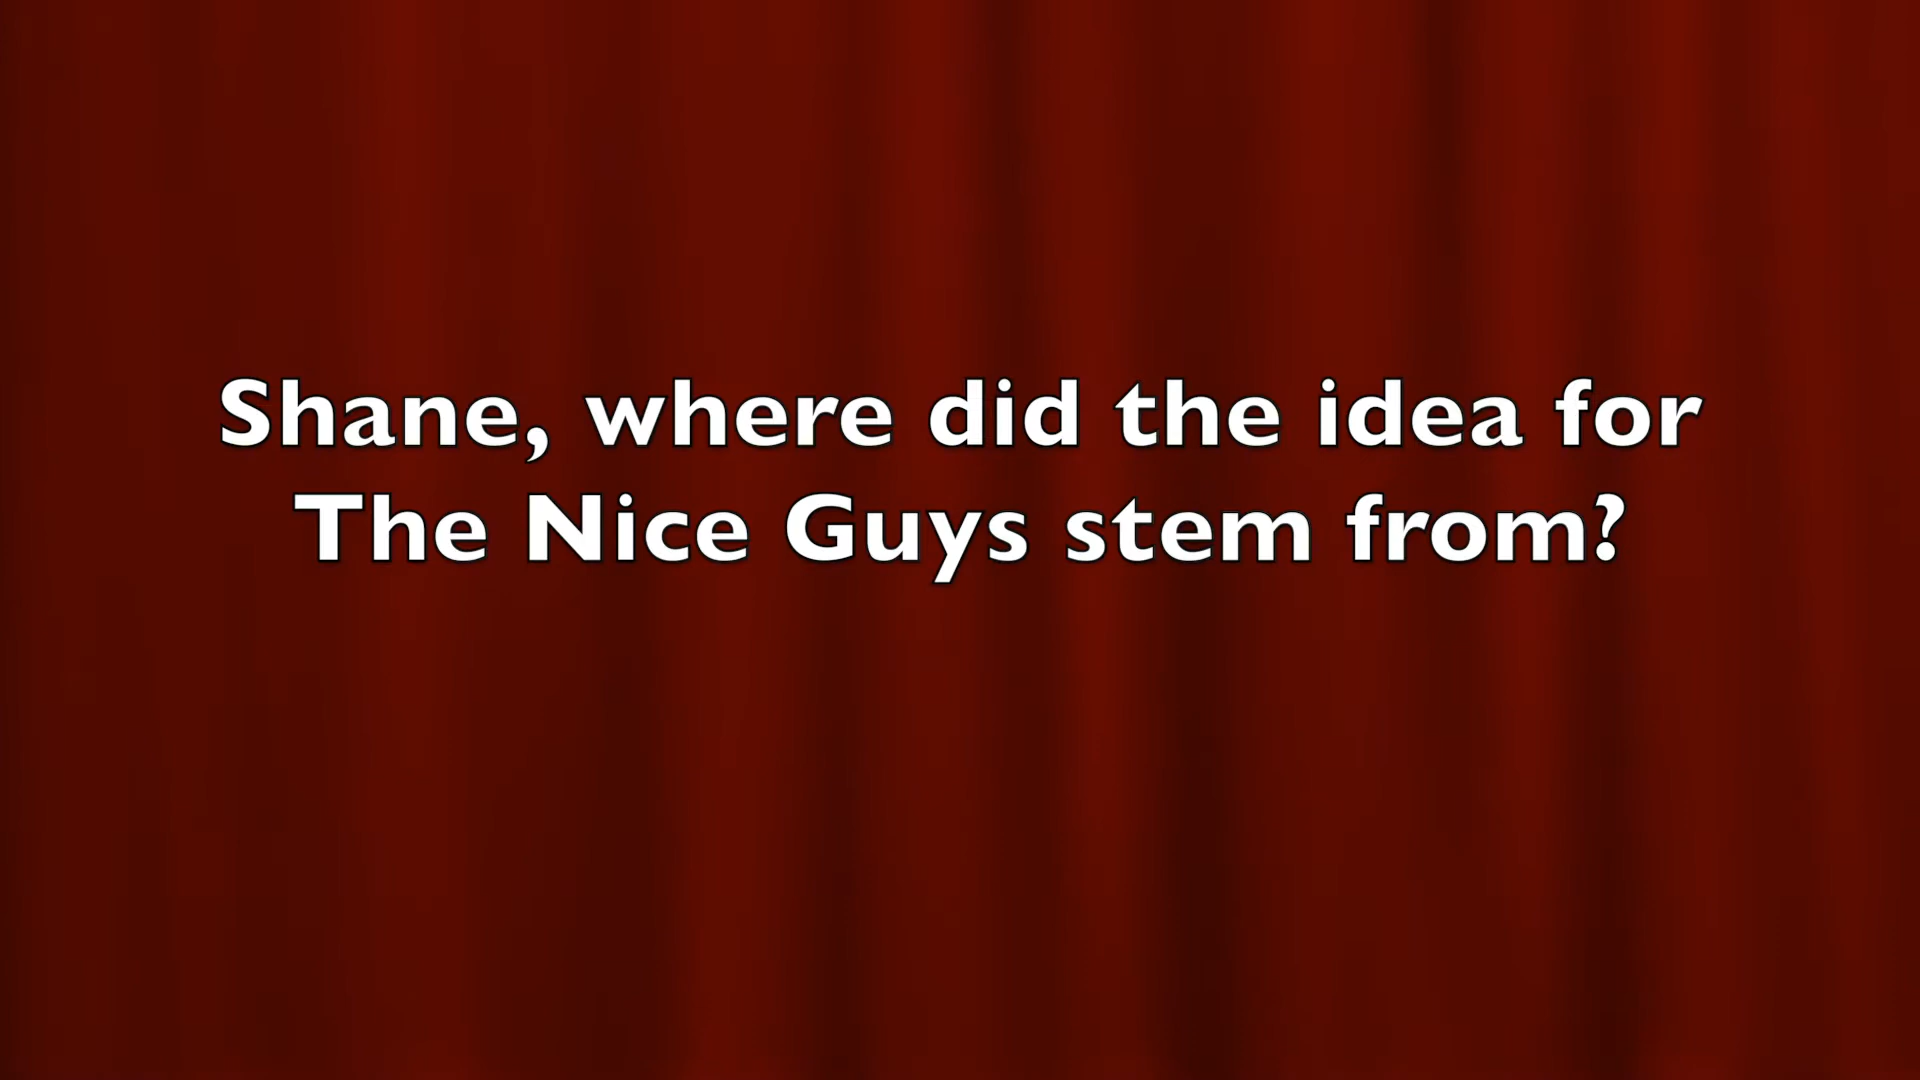 Shane, where did the idea for
The Nice Guys stem from?